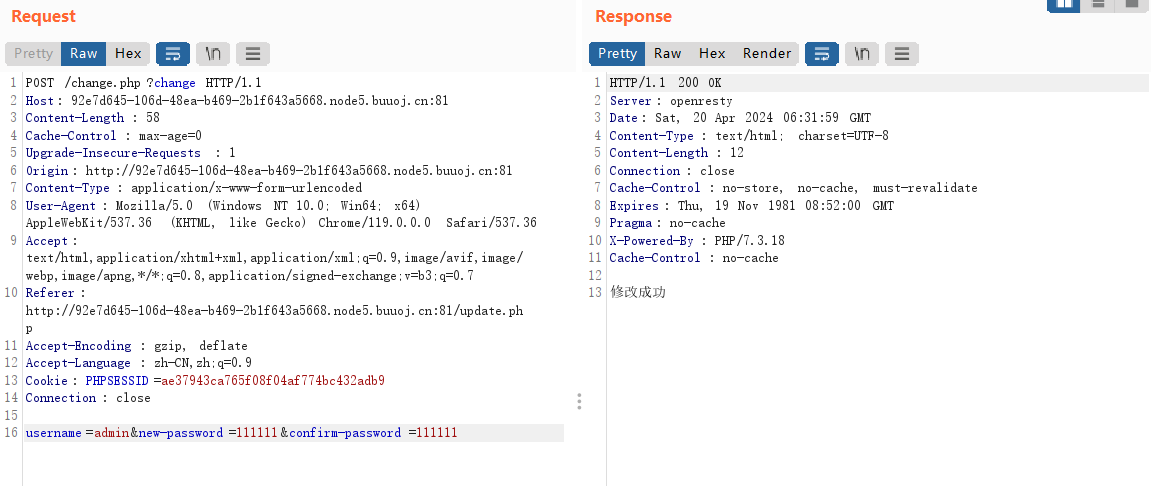 Request
Pretty Raw Hex \n
1 POST /change.php ?change HTTP/1.1
2 Host : 92e7d645-106d-48ea-b469-2b1f643a5668.node5.buuoj.cn:81
3 Content-Length : 58
4 Cache-Control : max-age=0
5 Upgrade-Insecure-Requests : 1
6 Origin : http://92e7d645-106d-48ea-b469-2b1f643a5668.node5.buuoj.cn:81
7 Content-Type : application/x-www-form-urlencoded
8 User-Agent : Mozilla/5.0 (Windows NT 10.0; Win64; x64)
AppleWebKit/537.36 (KHTML, like Gecko) Chrome/119.0.0.0 Safari/537.36
9 Accept :
text/html,application/xhtml+xml,application/xml;q=0.9,image/avif,image/
webp,image/apng,*/*;q=0.8,application/signed-exchange;v=b3;q=0.7
10 Referer :
http://92e7d645-106d-48ea-b469-2b1f643a5668.node5.buuoj.cn:81/update.ph
p
11 Accept-Encoding : gzip, deflate
12 Accept-Language : zh-CN,zh;q=0.9
13 Cookie : PHPSESSID =ae37943ca765f08f04af774bc432adb9
14 Connection : close
15
16 username =admin&new-password =111111&confirm-password =111111
Response
Pretty Raw Hex Render \n
1 HTTP/1.1 200 OK
2 Server : openresty
3 Date : Sat, 20 Apr 2024 06:31:59 GMT
4 Content-Type : text/html; charset=UTF-8
5 Content-Length : 12
6 Connection : close
7 Cache-Control : no-store, no-cache, must-revalidate
8 Expires : Thu, 19 Nov 1981 08:52:00 GMT
9 Pragma : no-cache
10 X-Powered-By : PHP/7.3.18
11 Cache-Control : no-cache
12
13 修改成功